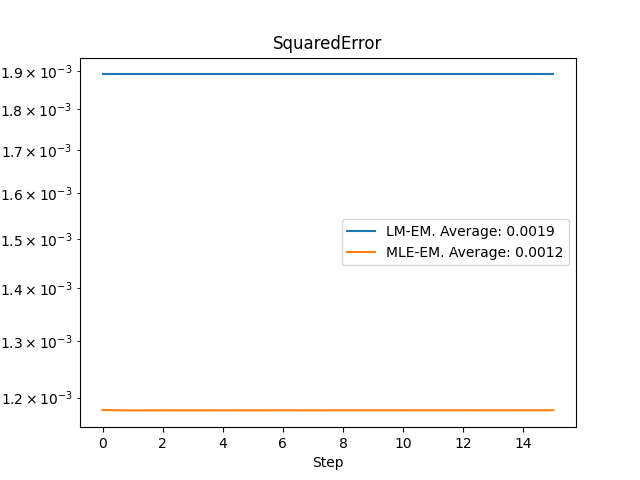 SquaredError
1.9 × 10⁻³
1.8 × 10⁻³
1.7 × 10⁻³
1.6 × 10⁻³
1.5 × 10⁻³
1.4 × 10⁻³
1.3 × 10⁻³
1.2 × 10⁻³
LM-EM. Average: 0.0019
MLE-EM. Average: 0.0012
0 2 4 6 8 10 12 14
Step